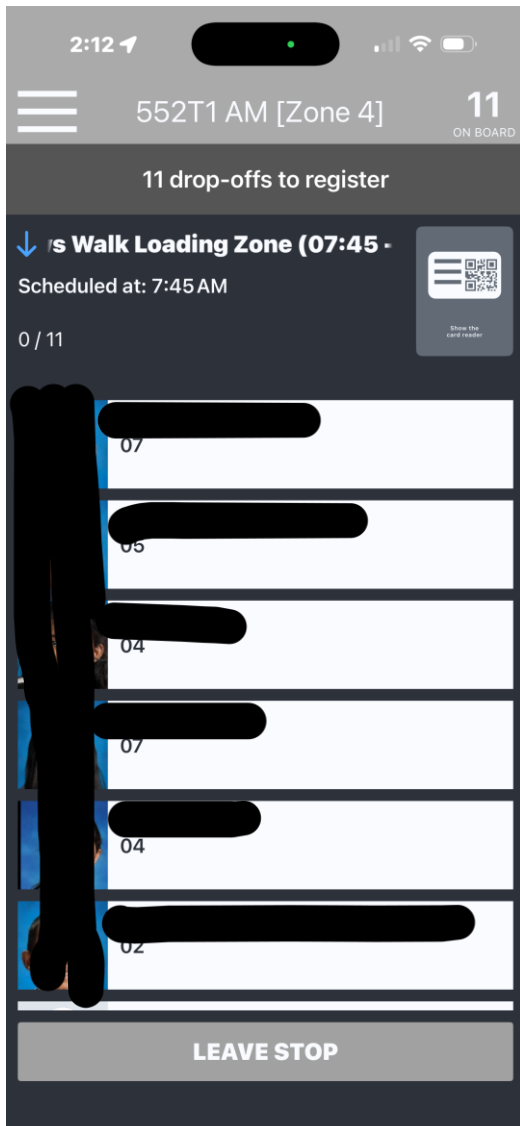 2:12
552T1 AM [Zone 4]
11
ON BOARD
11 drop-offs to register
Walk Loading Zone (07:45 -
Scheduled at: 7:45 AM
0 / 11
Show the
card reader
07
05
04
07
04
02
LEAVE STOP